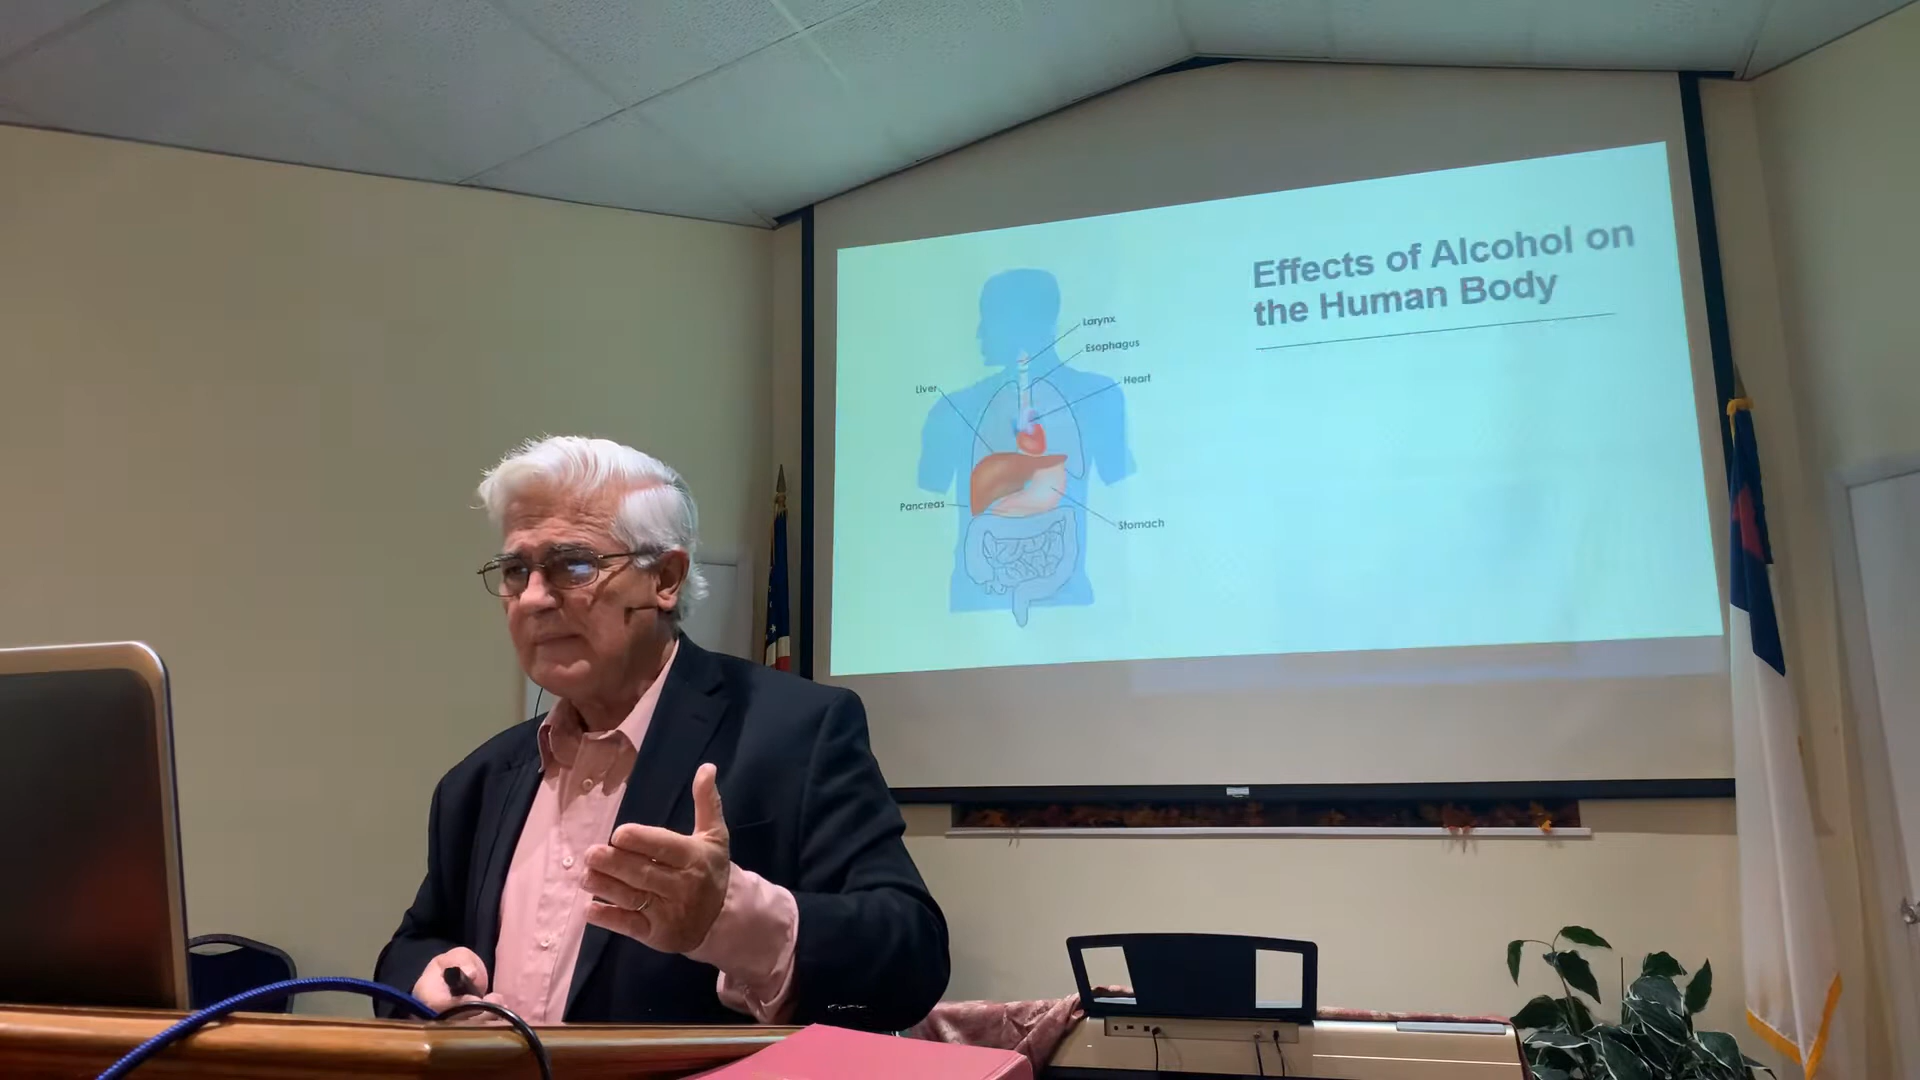 Effects of Alcohol on
the Human Body
Larynx
Esophagus
Heart
Liver
Pancreas
Stomach